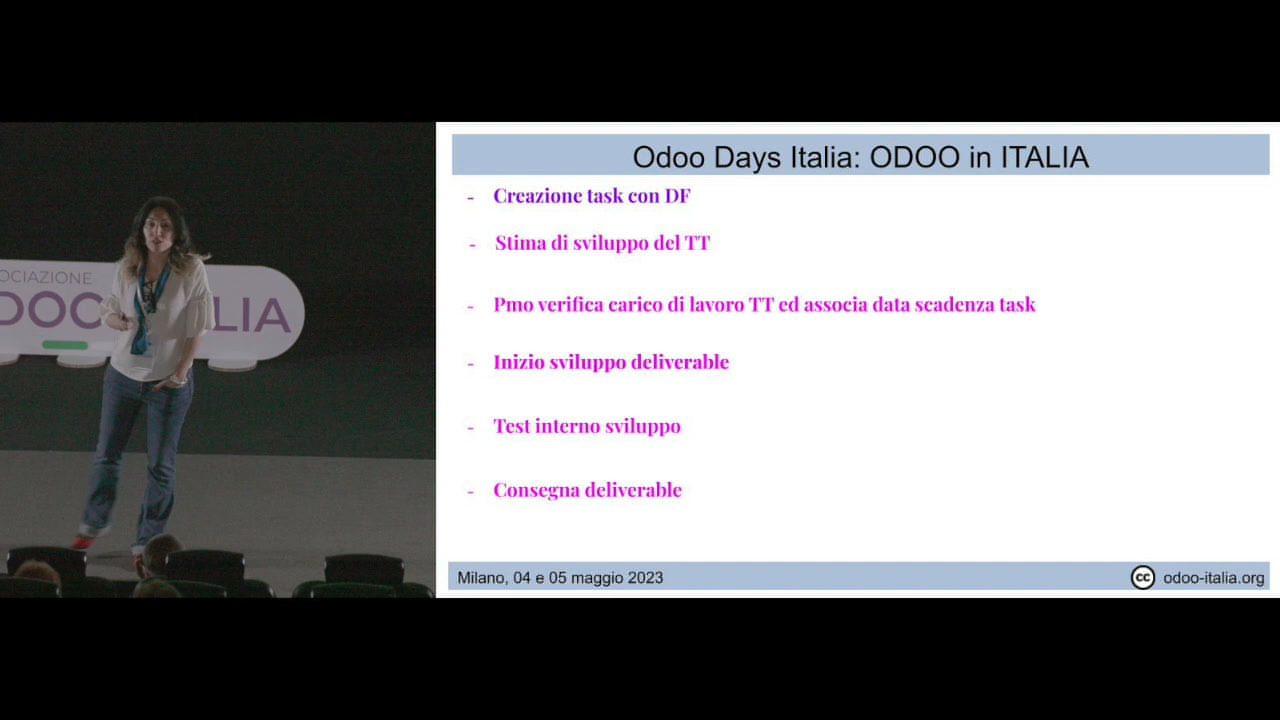 OCIAZIONE
DOO
LIA
Odoo Days Italia: ODOO in ITALIA
- Creazione task con DF
- Stima di sviluppo del TT
- Pmo verifica carico di lavoro TT ed associa data scadenza task
- Inizio sviluppo deliverable
- Test interno sviluppo
- Consegna deliverable
Milano, 04 e 05 maggio 2023
cc odoo-italia.org